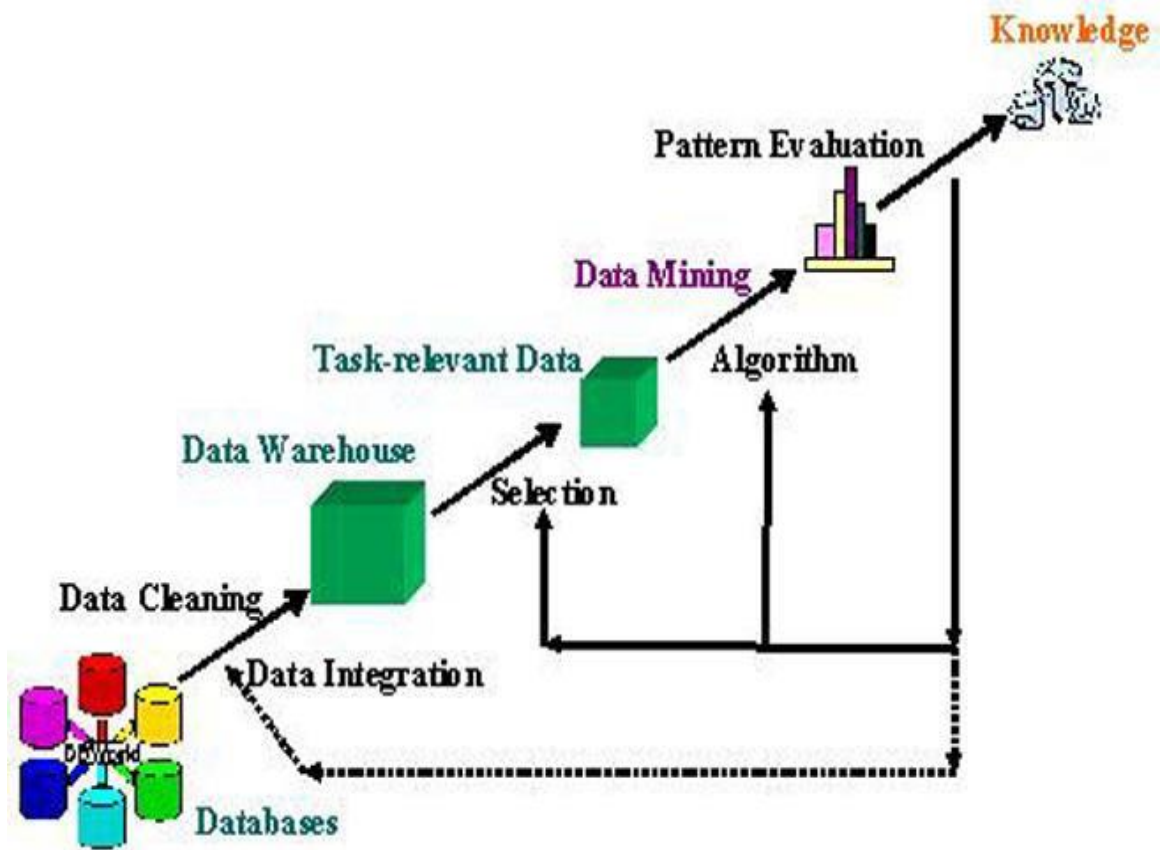 Knowledge
Pattern Evaluation
Data Mining
Task-relevant Data
Algorithm
Data Warehouse
Selection
Data Cleaning
Data Integration
Databases